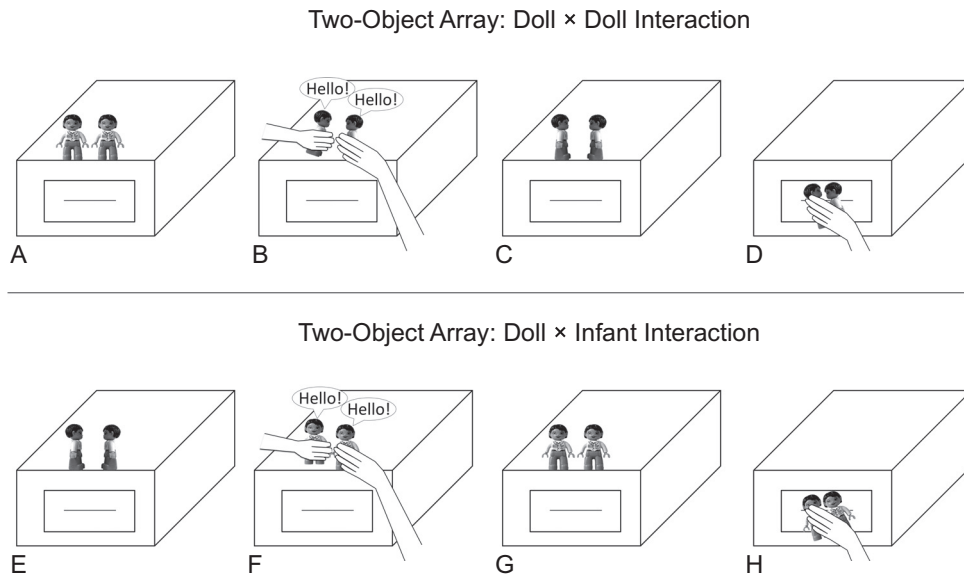 Two-Object Array: Doll × Doll Interaction
Hello!
Hello!
A
B
C
D
Two-Object Array: Doll × Infant Interaction
Hello!
Hello!
E
F
G
H